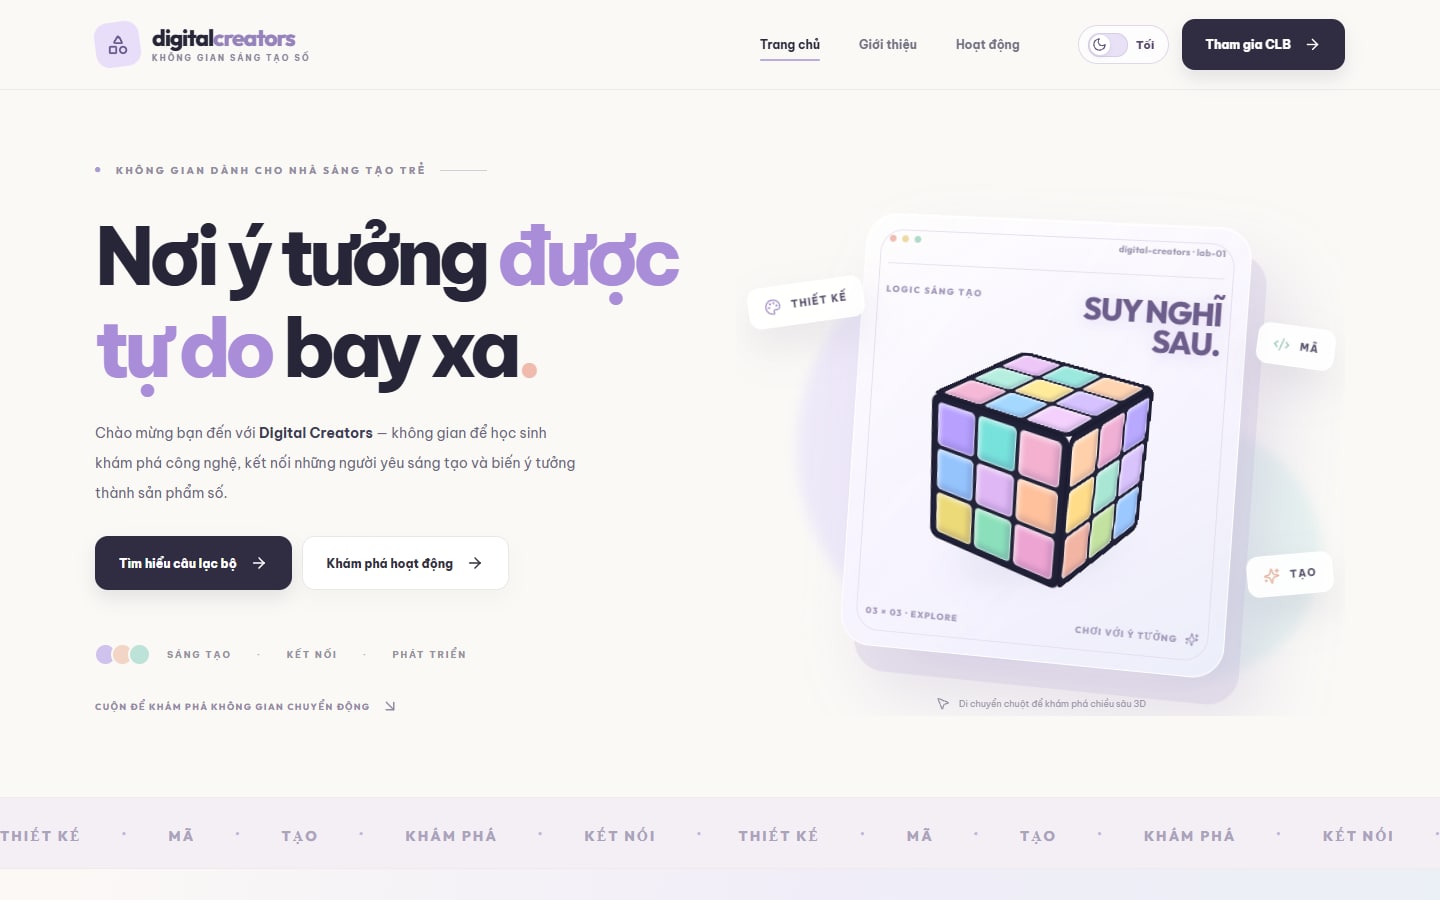 digitalcreators
KHÔNG GIAN SÁNG TẠO SỐ
Trang chủ
Giới thiệu
Hoạt động
Tối
Tham gia CLB
KHÔNG GIAN DÀNH CHO NHÀ SÁNG TẠO TRẺ
Nơi ý tưởng được
tự do bay xa.
Chào mừng bạn đến với Digital Creators — không gian để học sinh
khám phá công nghệ, kết nối những người yêu sáng tạo và biến ý tưởng
thành sản phẩm số.
Tìm hiểu câu lạc bộ
Khám phá hoạt động
SÁNG TẠO · KẾT NỐI · PHÁT TRIỂN
CUỘN ĐỂ KHÁM PHÁ KHÔNG GIAN CHUYỂN ĐỘNG
digital-creators · lab-01
LOGIC SÁNG TẠO
SUY NGHĨ
SAU.
THIẾT KẾ
MÃ
TẠO
03 × 03 · EXPLORE
CHƠI VỚI Ý TƯỞNG
Di chuyển chuột để khám phá chiều sâu 3D
THIẾT KẾ · MÃ · TẠO · KHÁM PHÁ · KẾT NỐI · THIẾT KẾ · MÃ · TẠO · KHÁM PHÁ · KẾT NỐI ·